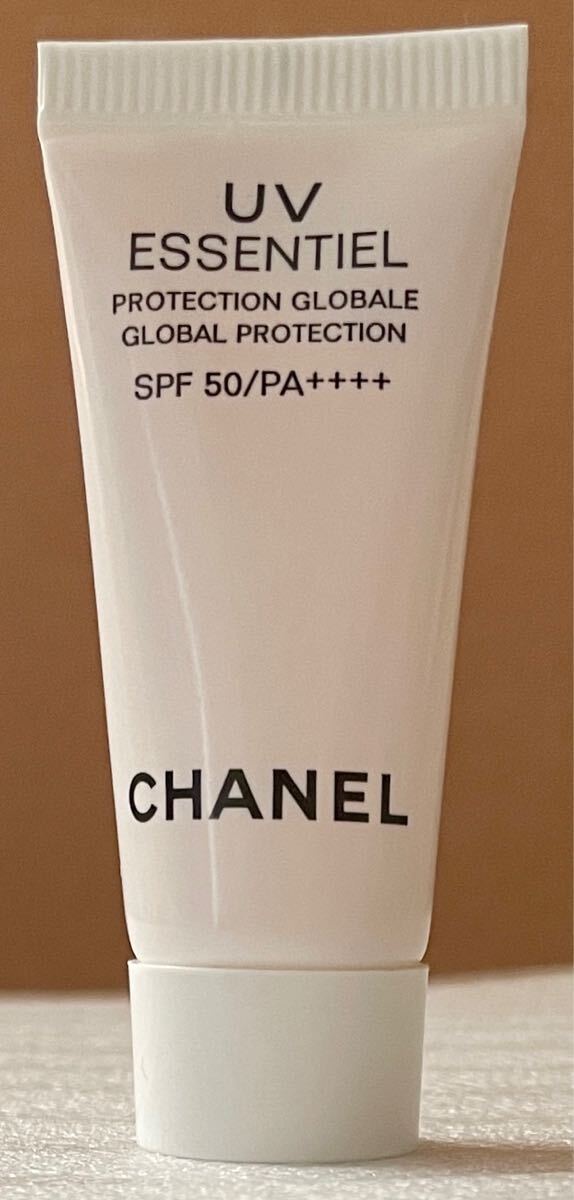 UV
ESSENTIEL
PROTECTION GLOBALE
GLOBAL PROTECTION
SPF 50/PA++++
CHANEL